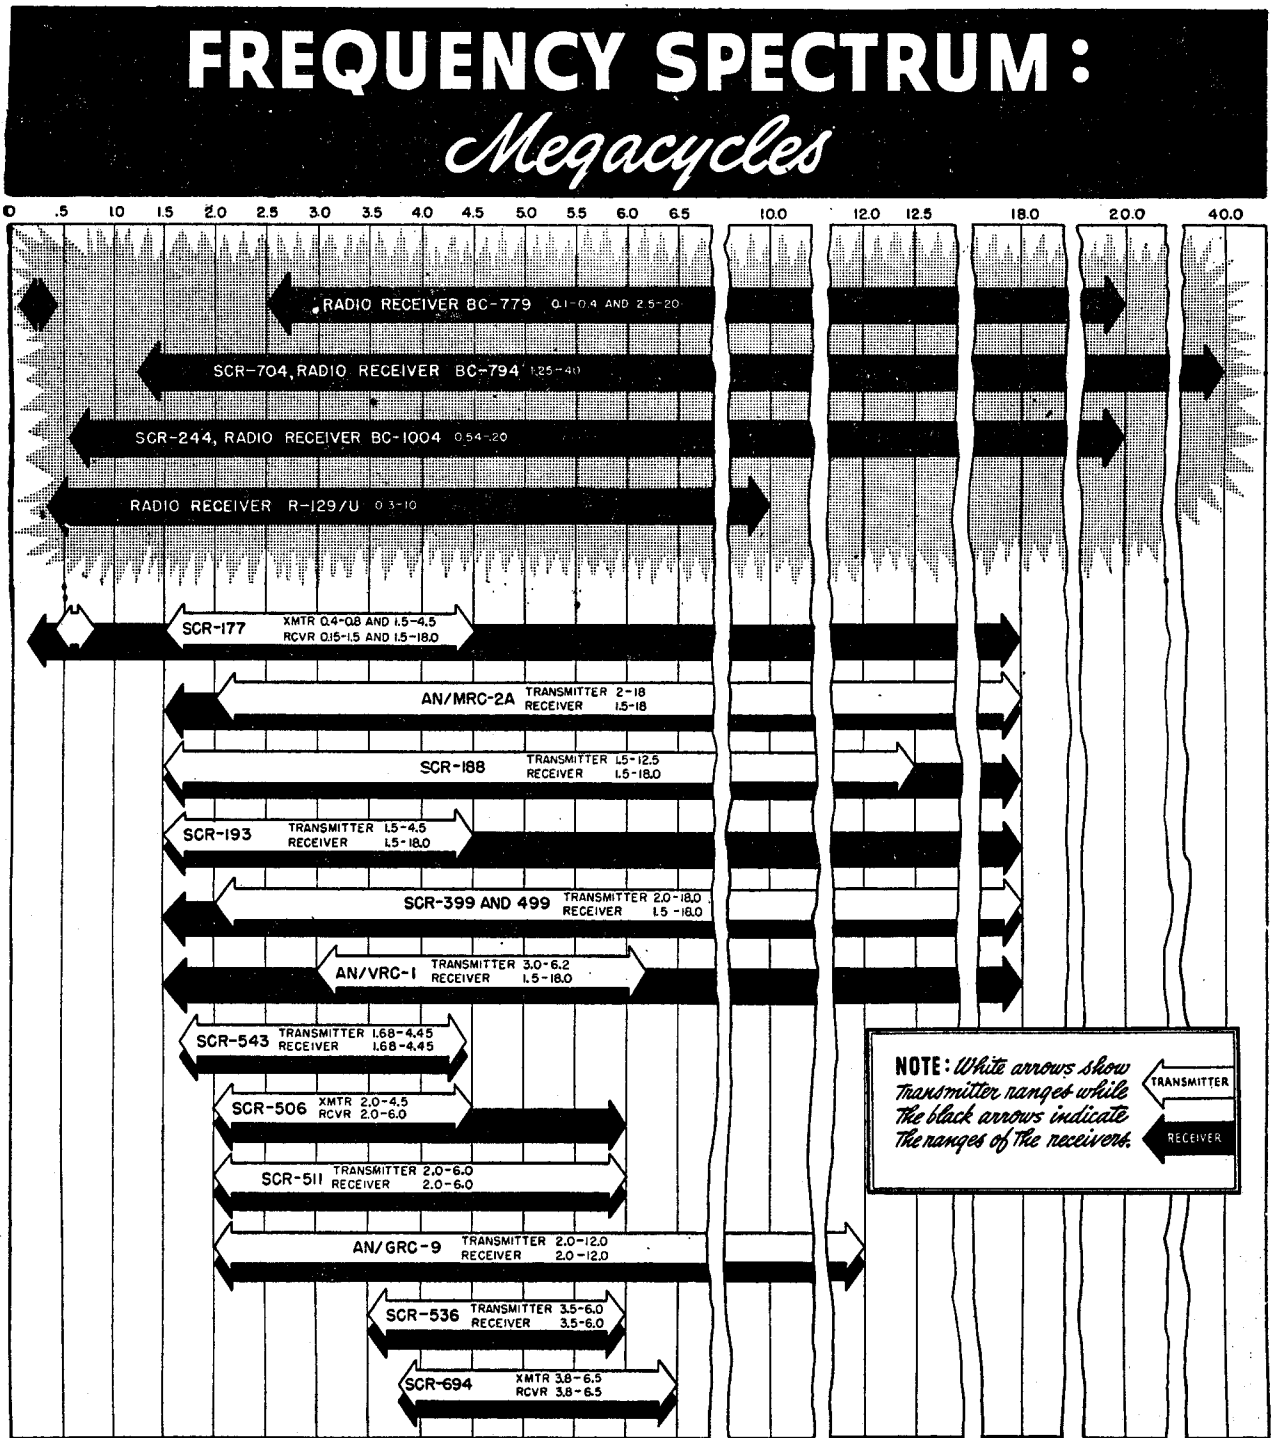 FREQUENCY SPECTRUM:
Megacycles
0 .5 10 1.5 2.0 2.5 3.0 3.5 4.0 4.5 5.0 5.5 6.0 6.5 10.0 12.0 12.5 18.0 20.0 40.0
RADIO RECEIVER BC-779 0.1-0.4 AND 2.5-20
SCR-704, RADIO RECEIVER BC-794 1.25-40
SCR-244, RADIO RECEIVER BC-1004 0.54-20
RADIO RECEIVER R-129/U 0.3-10
SCR-177
XMTR 0.4-0.8 AND 1.5-4.5
RCVR 0.15-1.5 AND 1.5-18.0
AN/MRC-2A
TRANSMITTER 2-18
RECEIVER 1.5-18
SCR-188
TRANSMITTER 1.5-12.5
RECEIVER 1.5-18.0
SCR-193
TRANSMITTER 1.5-4.5
RECEIVER 1.5-18.0
SCR-399 AND 499
TRANSMITTER 2.0-18.0
RECEIVER 1.5-18.0
AN/VRC-1
TRANSMITTER 3.0-6.2
RECEIVER 1.5-18.0
SCR-543
TRANSMITTER 1.68-4.45
RECEIVER 1.68-4.45
SCR-506
XMTR 2.0-4.5
RCVR 2.0-6.0
SCR-511
TRANSMITTER 2.0-6.0
RECEIVER 2.0-6.0
AN/GRC-9
TRANSMITTER 2.0-12.0
RECEIVER 2.0-12.0
SCR-536
TRANSMITTER 3.5-6.0
RECEIVER 3.5-6.0
SCR-694
XMTR 3.8-6.5
RCVR 3.8-6.5
NOTE: White arrows show
Transmitter ranges while
The black arrows indicate
The ranges of The receivers.
TRANSMITTER
RECEIVER